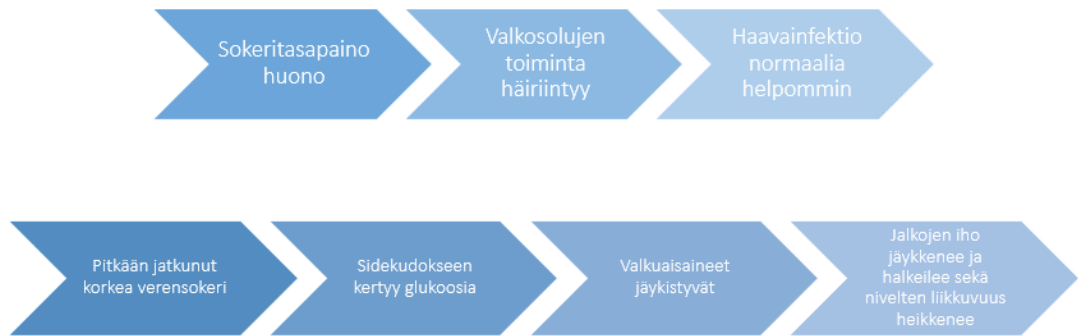 Sokeritasapaino
huono
Valkosolujen
toiminta
häiriintyy
Haavainfektio
normaalia
helpommin
Pitkään jatkunut
korkea verensokeri
Sidekudokseen
kertyy glukoosia
Valkuaisaineet
jäykistyvät
Jalkojen iho
jäykkenee ja
halkeilee sekä
nivelten liikkuvuus
heikkenee